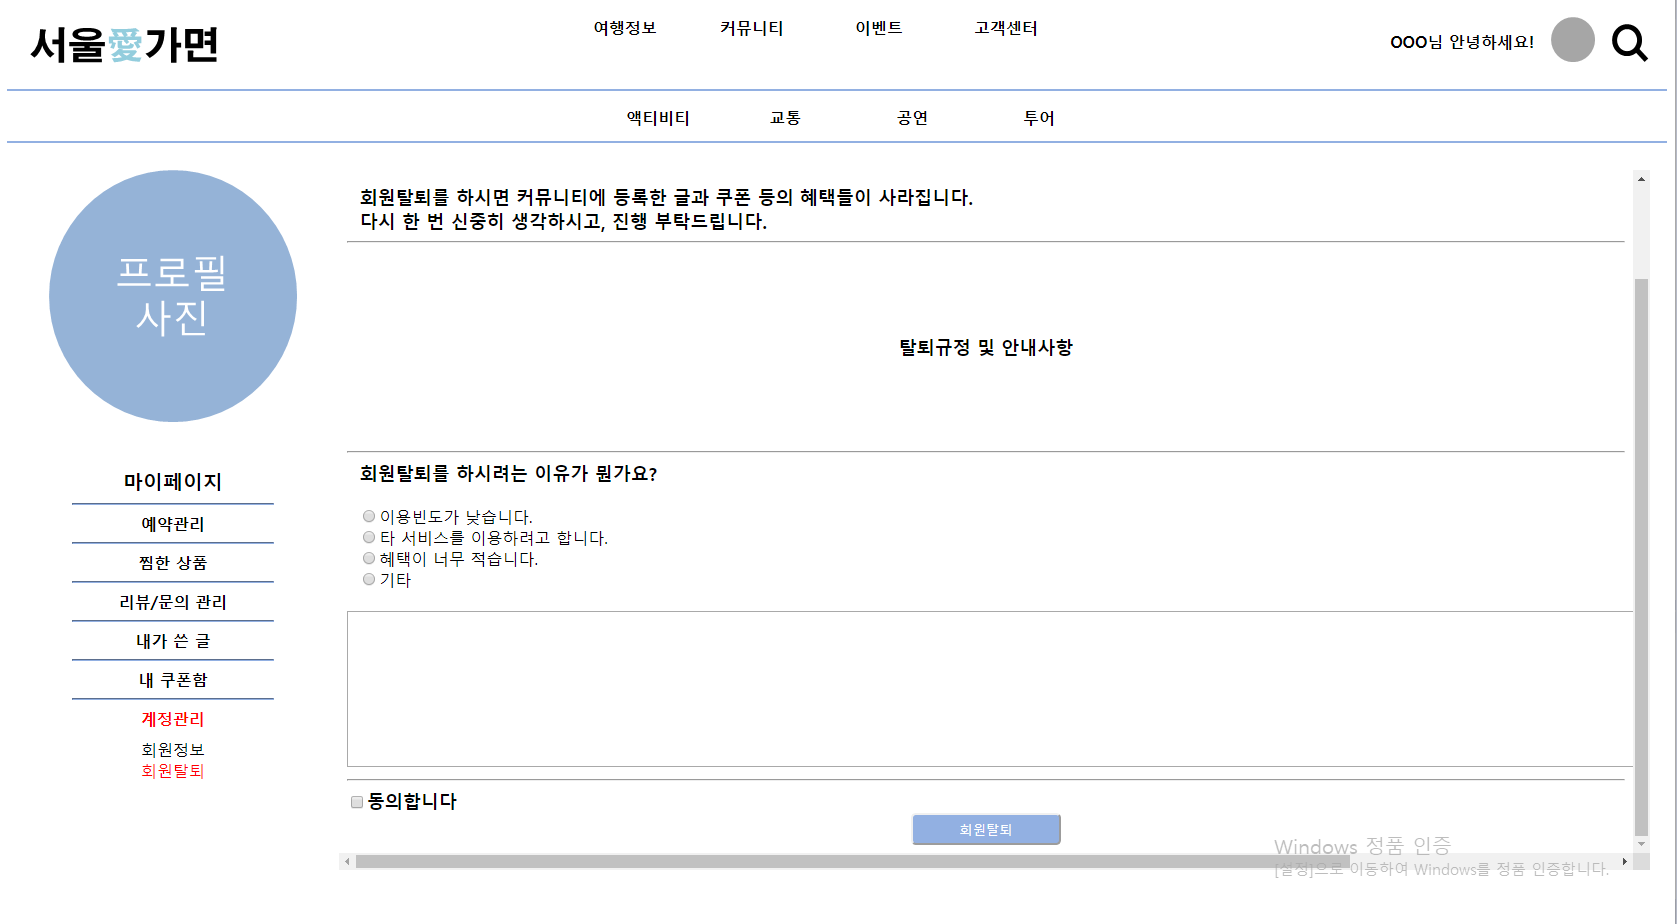 서울愛가면
여행정보 커뮤니티 이벤트 고객센터
OOO님 안녕하세요!
액티비티 교통 공연 투어
프로필
사진
마이페이지
예약관리
찜한 상품
리뷰/문의 관리
내가 쓴 글
내 쿠폰함
계정관리
회원정보
회원탈퇴
회원탈퇴를 하시면 커뮤니티에 등록한 글과 쿠폰 등의 혜택들이 사라집니다.
다시 한 번 신중히 생각하시고, 진행 부탁드립니다.
탈퇴규정 및 안내사항
회원탈퇴를 하시려는 이유가 뭔가요?
이용빈도가 낮습니다.
타 서비스를 이용하려고 합니다.
혜택이 너무 적습니다.
기타
동의합니다
회원탈퇴
Windows 정품 인증
[설정]으로 이동하여 Windows를 정품 인증합니다.